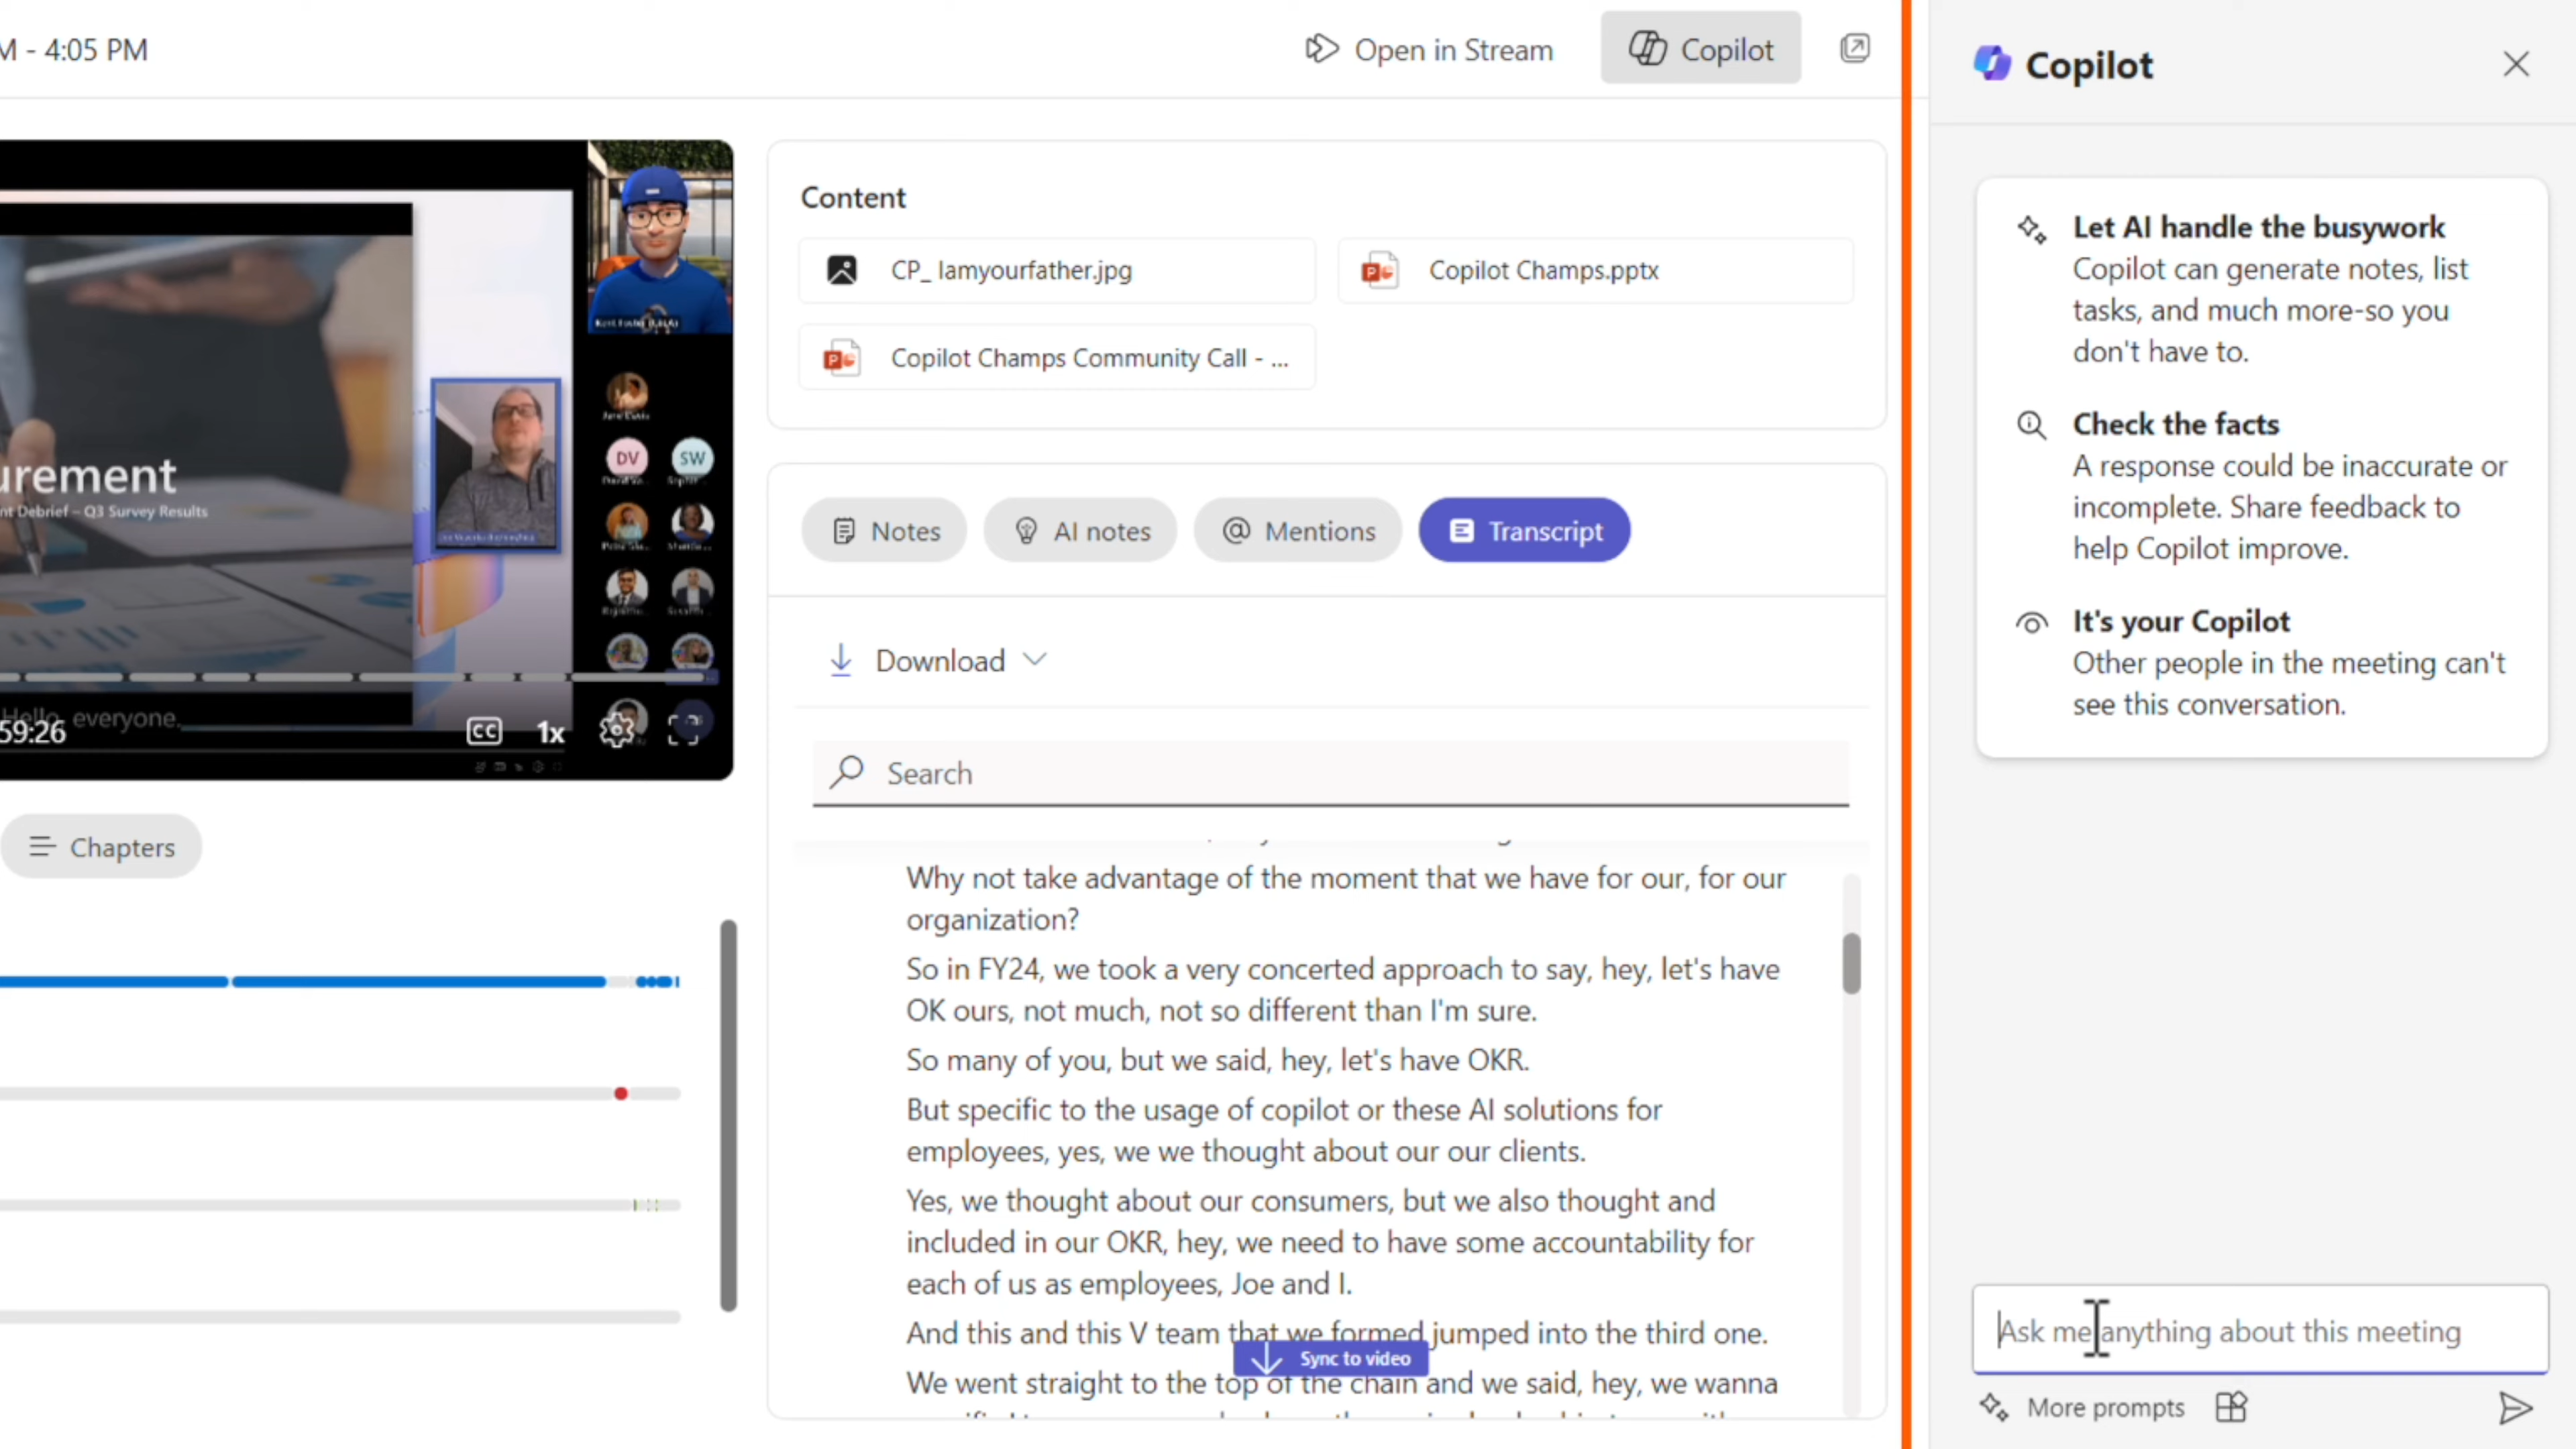 M - 4:05 PM
Open in Stream
Copilot
Content
CP_ Iamyourfather.jpg
Copilot Champs.pptx
Copilot Champs Community Call - ...
urement
nt Debrief – Q3 Survey Results
DV
SW
Hello, everyone.
59:26
CC
1x
Chapters
Notes
AI notes
Mentions
Transcript
Download
Search
Why not take advantage of the moment that we have for our, for our
organization?
So in FY24, we took a very concerted approach to say, hey, let's have
OK ours, not much, not so different than I'm sure.
So many of you, but we said, hey, let's have OKR.
But specific to the usage of copilot or these AI solutions for
employees, yes, we we thought about our our clients.
Yes, we thought about our consumers, but we also thought and
included in our OKR, hey, we need to have some accountability for
each of us as employees, Joe and I.
And this and this V team that we formed jumped into the third one.
Sync to video
We went straight to the top of the chain and we said, hey, we wanna
Copilot
Let AI handle the busywork
Copilot can generate notes, list
tasks, and much more-so you
don't have to.
Check the facts
A response could be inaccurate or
incomplete. Share feedback to
help Copilot improve.
It's your Copilot
Other people in the meeting can't
see this conversation.
Ask me anything about this meeting
More prompts